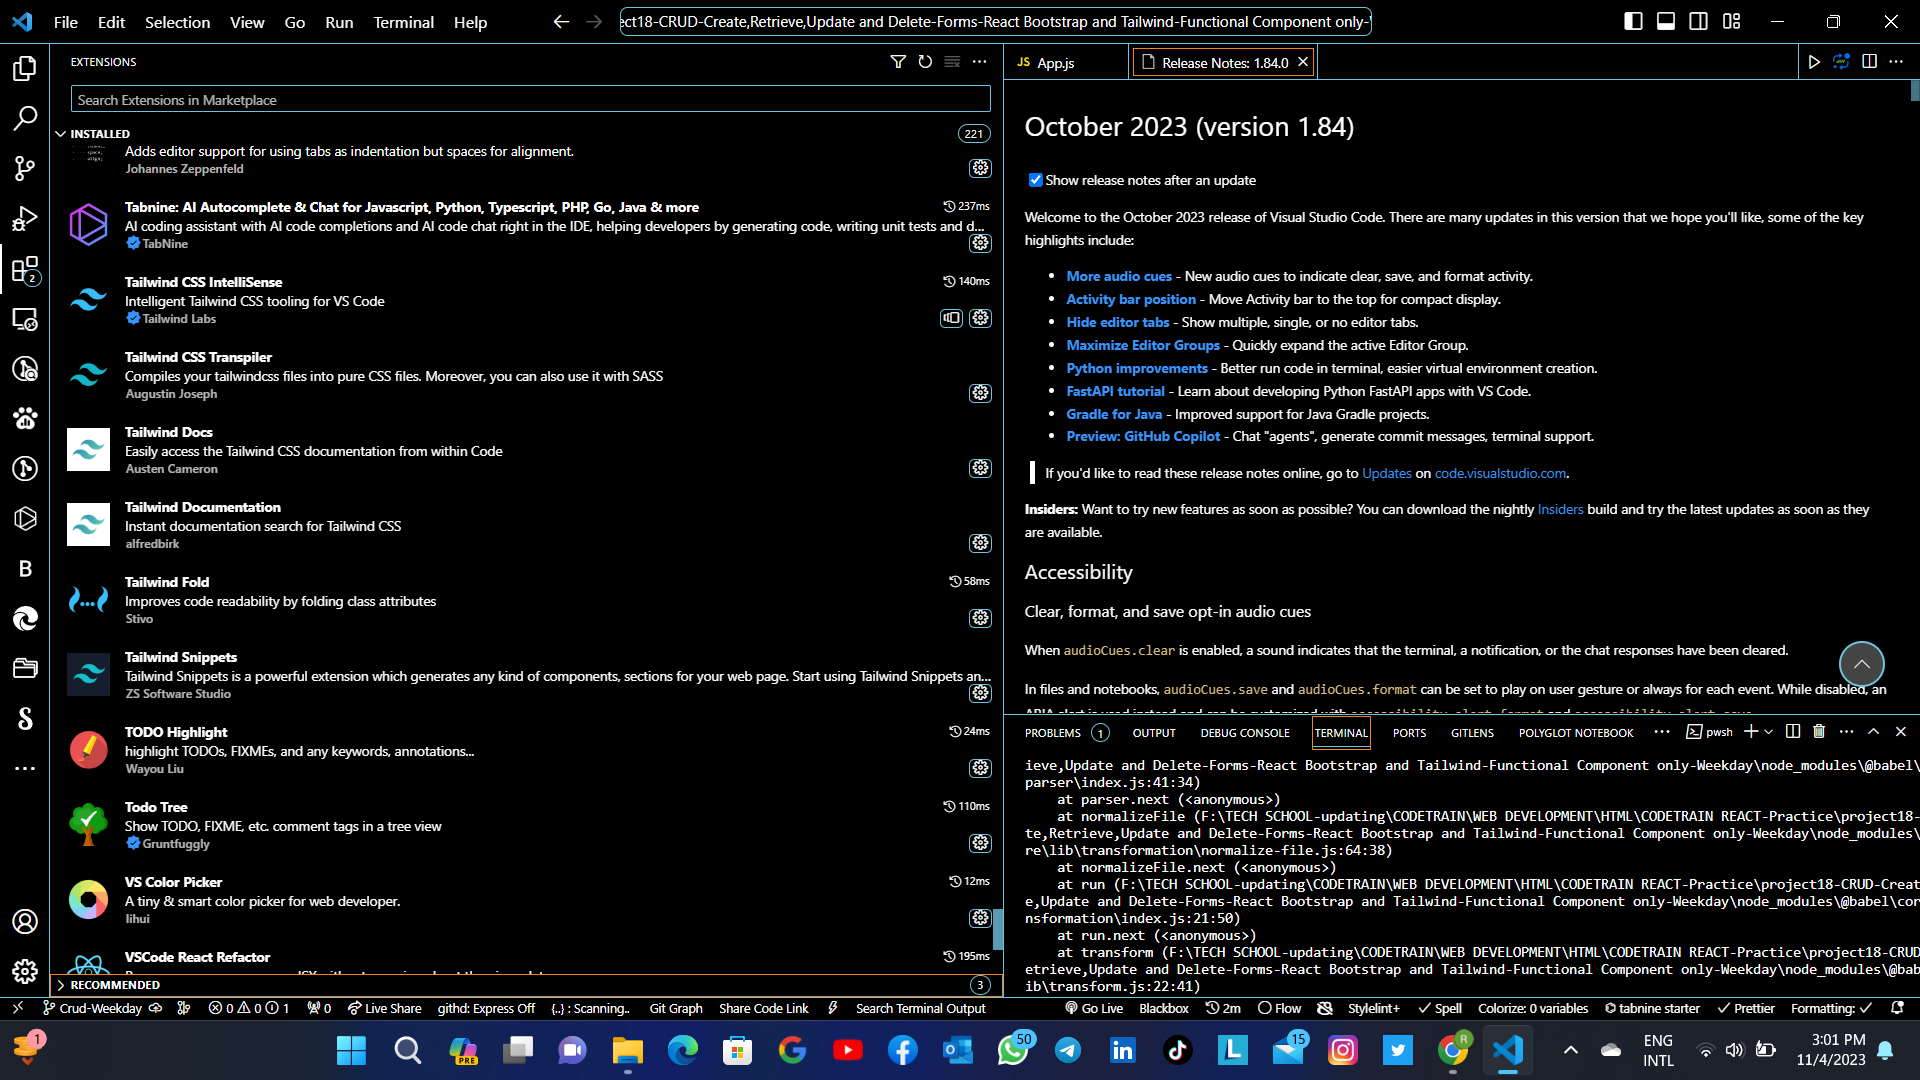 File Edit Selection View Go Run Terminal Help
ect18-CRUD-Create,Retrieve,Update and Delete-Forms-React Bootstrap and Tailwind-Functional Component only-
EXTENSIONS
Search Extensions in Marketplace
INSTALLED 221
Adds editor support for using tabs as indentation but spaces for alignment.
Johannes Zeppenfeld
Tabnine: AI Autocomplete & Chat for Javascript, Python, Typescript, PHP, Go, Java & more 237ms
AI coding assistant with AI code completions and AI code chat right in the IDE, helping developers by generating code, writing unit tests and d...
TabNine
Tailwind CSS IntelliSense 140ms
Intelligent Tailwind CSS tooling for VS Code
Tailwind Labs
Tailwind CSS Transpiler
Compiles your tailwindcss files into pure CSS files. Moreover, you can also use it with SASS
Augustin Joseph
Tailwind Docs
Easily access the Tailwind CSS documentation from within Code
Austen Cameron
Tailwind Documentation
Instant documentation search for Tailwind CSS
alfredbirk
Tailwind Fold 58ms
Improves code readability by folding class attributes
Stivo
Tailwind Snippets
Tailwind Snippets is a powerful extension which generates any kind of components, sections for your web page. Start using Tailwind Snippets an...
ZS Software Studio
TODO Highlight 24ms
highlight TODOs, FIXMEs, and any keywords, annotations...
Wayou Liu
Todo Tree 110ms
Show TODO, FIXME, etc. comment tags in a tree view
Gruntfuggly
VS Color Picker 12ms
A tiny & smart color picker for web developer.
lihui
VSCode React Refactor 195ms
RECOMMENDED 3
2
B
JS App.js
Release Notes: 1.84.0
October 2023 (version 1.84)
Show release notes after an update
Welcome to the October 2023 release of Visual Studio Code. There are many updates in this version that we hope you'll like, some of the key
highlights include:
• More audio cues - New audio cues to indicate clear, save, and format activity.
• Activity bar position - Move Activity bar to the top for compact display.
• Hide editor tabs - Show multiple, single, or no editor tabs.
• Maximize Editor Groups - Quickly expand the active Editor Group.
• Python improvements - Better run code in terminal, easier virtual environment creation.
• FastAPI tutorial - Learn about developing Python FastAPI apps with VS Code.
• Gradle for Java - Improved support for Java Gradle projects.
• Preview: GitHub Copilot - Chat "agents", generate commit messages, terminal support.
If you'd like to read these release notes online, go to Updates on code.visualstudio.com.
Insiders: Want to try new features as soon as possible? You can download the nightly Insiders build and try the latest updates as soon as they
are available.
Accessibility
Clear, format, and save opt-in audio cues
When audioCues.clear is enabled, a sound indicates that the terminal, a notification, or the chat responses have been cleared.
In files and notebooks, audioCues.save and audioCues.format can be set to play on user gesture or always for each event. While disabled, an
ARIA alert is used instead and can be customized with accessibility.alert.format and accessibility.alert.save
PROBLEMS 1 OUTPUT DEBUG CONSOLE TERMINAL PORTS GITLENS POLYGLOT NOTEBOOK pwsh
ieve,Update and Delete-Forms-React Bootstrap and Tailwind-Functional Component only-Weekday\node_modules\@babel\
parser\index.js:41:34)
at parser.next (<anonymous>)
at normalizeFile (F:\TECH SCHOOL-updating\CODETRAIN\WEB DEVELOPMENT\HTML\CODETRAIN REACT-Practice\project18-
te,Retrieve,Update and Delete-Forms-React Bootstrap and Tailwind-Functional Component only-Weekday\node_modules\
re\lib\transformation\normalize-file.js:64:38)
at normalizeFile.next (<anonymous>)
at run (F:\TECH SCHOOL-updating\CODETRAIN\WEB DEVELOPMENT\HTML\CODETRAIN REACT-Practice\project18-CRUD-Creat
e,Update and Delete-Forms-React Bootstrap and Tailwind-Functional Component only-Weekday\node_modules\@babel\cor
nsformation\index.js:21:50)
at run.next (<anonymous>)
at transform (F:\TECH SCHOOL-updating\CODETRAIN\WEB DEVELOPMENT\HTML\CODETRAIN REACT-Practice\project18-CRUD
etrieve,Update and Delete-Forms-React Bootstrap and Tailwind-Functional Component only-Weekday\node_modules\@bab
ib\transform.js:22:41)
Crud-Weekday 0 0 1 0 Live Share githd: Express Off {..} : Scanning.. Git Graph Share Code Link Search Terminal Output Go Live Blackbox 2m Flow Stylelint+ Spell Colorize: 0 variables tabnine starter Prettier Formatting:
1 PRE 50 15 R ENG 3:01 PM
INTL 11/4/2023